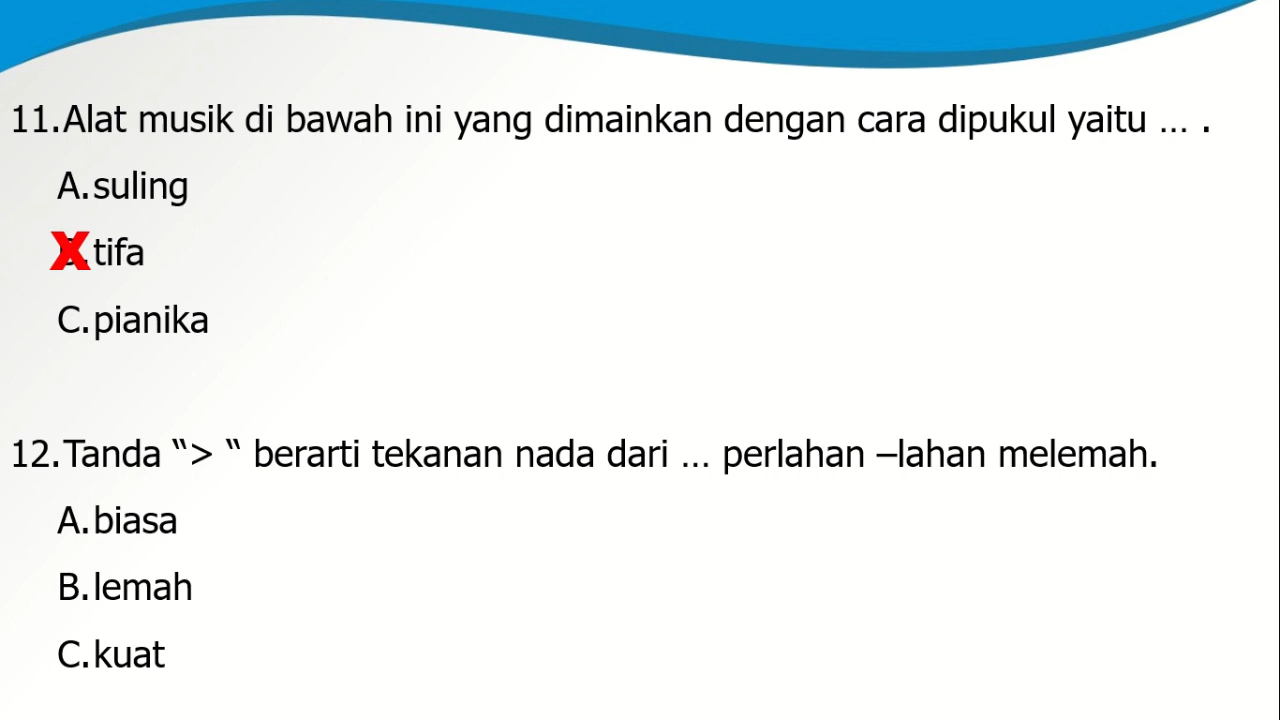 11.Alat musik di bawah ini yang dimainkan dengan cara dipukul yaitu ... .
A.suling
X tifa
C.pianika
12.Tanda “> “ berarti tekanan nada dari ... perlahan –lahan melemah.
A.biasa
B.lemah
C.kuat